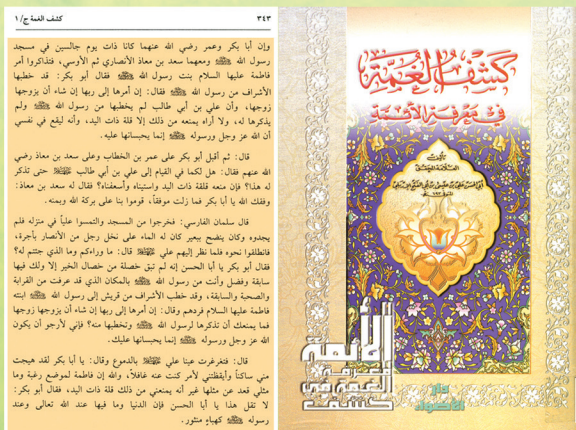 ٣٤٣
كشف الغمة ج/١
وإن أبا بكر وعمر رضي الله عنهما كانا ذات يوم جالسين في مسجد
رسول الله ﷺ ومعهما سعد بن معاذ الأنصاري ثم الأوسي، فتذاكروا أمر
فاطمة عليها السلام بنت رسول الله ﷺ فقال أبو بكر: قد خطبها
الأشراف من رسول الله ﷺ فقال: إن أمرها إلى ربها إن شاء أن يزوجها
زوجها، وأن علي بن أبي طالب لم يخطبها من رسول الله ﷺ ولم
يذكرها له، ولا أراه يمنعه من ذلك إلا قلة ذات اليد، وأنه ليقع في نفسي
أن الله عز وجل ورسوله ﷺ إنما يحبسانها عليه.
قال: ثم أقبل أبو بكر على عمر بن الخطاب وعلى سعد بن معاذ رضي
الله عنهم فقال: هل لكما في القيام إلى علي بن أبي طالب حتى تذكر
له هذا؟ فإن منعه قلة ذات اليد واسيناه وأسعفناه؟ فقال له سعد بن معاذ:
وفقك الله يا أبا بكر فما زلت موفقاً، قوموا بنا على بركة الله وبمنه.
قال سلمان الفارسي: فخرجوا من المسجد والتمسوا علياً في منزله فلم
يجدوه وكان ينضح ببعير كان له الماء على نخل رجل من الأنصار بأجرة،
فانطلقوا نحوه فلما نظر إليهم علي قال: ما وراءكم وما الذي جئتم له؟
فقال أبو بكر يا أبا الحسن إنه لم تبق خصلة من خصال الخير إلا ولك فيها
سابقة وفضل وأنت من رسول الله ﷺ بالمكان الذي قد عرفت من القرابة
والصحبة والسابقة، وقد خطب الأشراف من قريش إلى رسول الله ﷺ ابنته
فاطمة عليها السلام فردهم وقال: إن أمرها إلى ربها إن شاء أن يزوجها زوجها
فما يمنعك أن تذكرها لرسول الله ﷺ وتخطبها منه؟ فإني لأرجو أن يكون
الله عز وجل ورسوله ﷺ إنما يحبسانها عليك.
قال: فتغرغرت عينا علي بالدموع وقال: يا أبا بكر لقد هيجت
مني ساكناً وأيقظتني لأمر كنت عنه غافلاً، والله إن فاطمة لموضع رغبة وما
مثلي قعد عن مثلها غير أنه يمنعني من ذلك قلة ذات اليد، فقال أبو بكر:
لا تقل هذا يا أبا الحسن فإن الدنيا وما فيها عند الله تعالى وعند
رسوله ﷺ كهباء منثور.
كشف الغمة
في معرفة الأئمة
تأليف
العلامة المحقق
دار
الأضواء